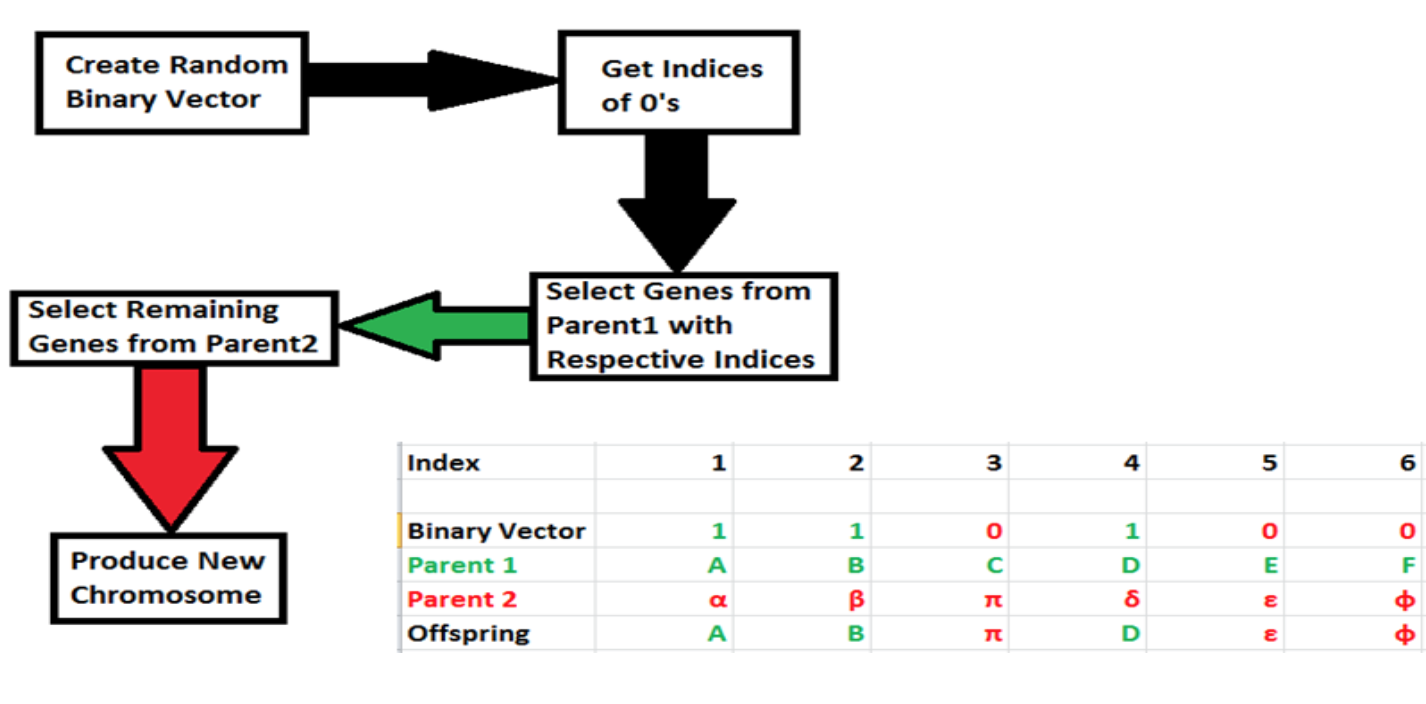 Create Random
Binary Vector
Get Indices
of 0's
Select Genes from
Parent1 with
Respective Indices
Select Remaining
Genes from Parent2
Produce New
Chromosome
Index 1 2 3 4 5 6
Binary Vector 1 1 0 1 0 0
Parent 1 A B C D E F
Parent 2 α β π δ ε ф
Offspring A B π D ε ф